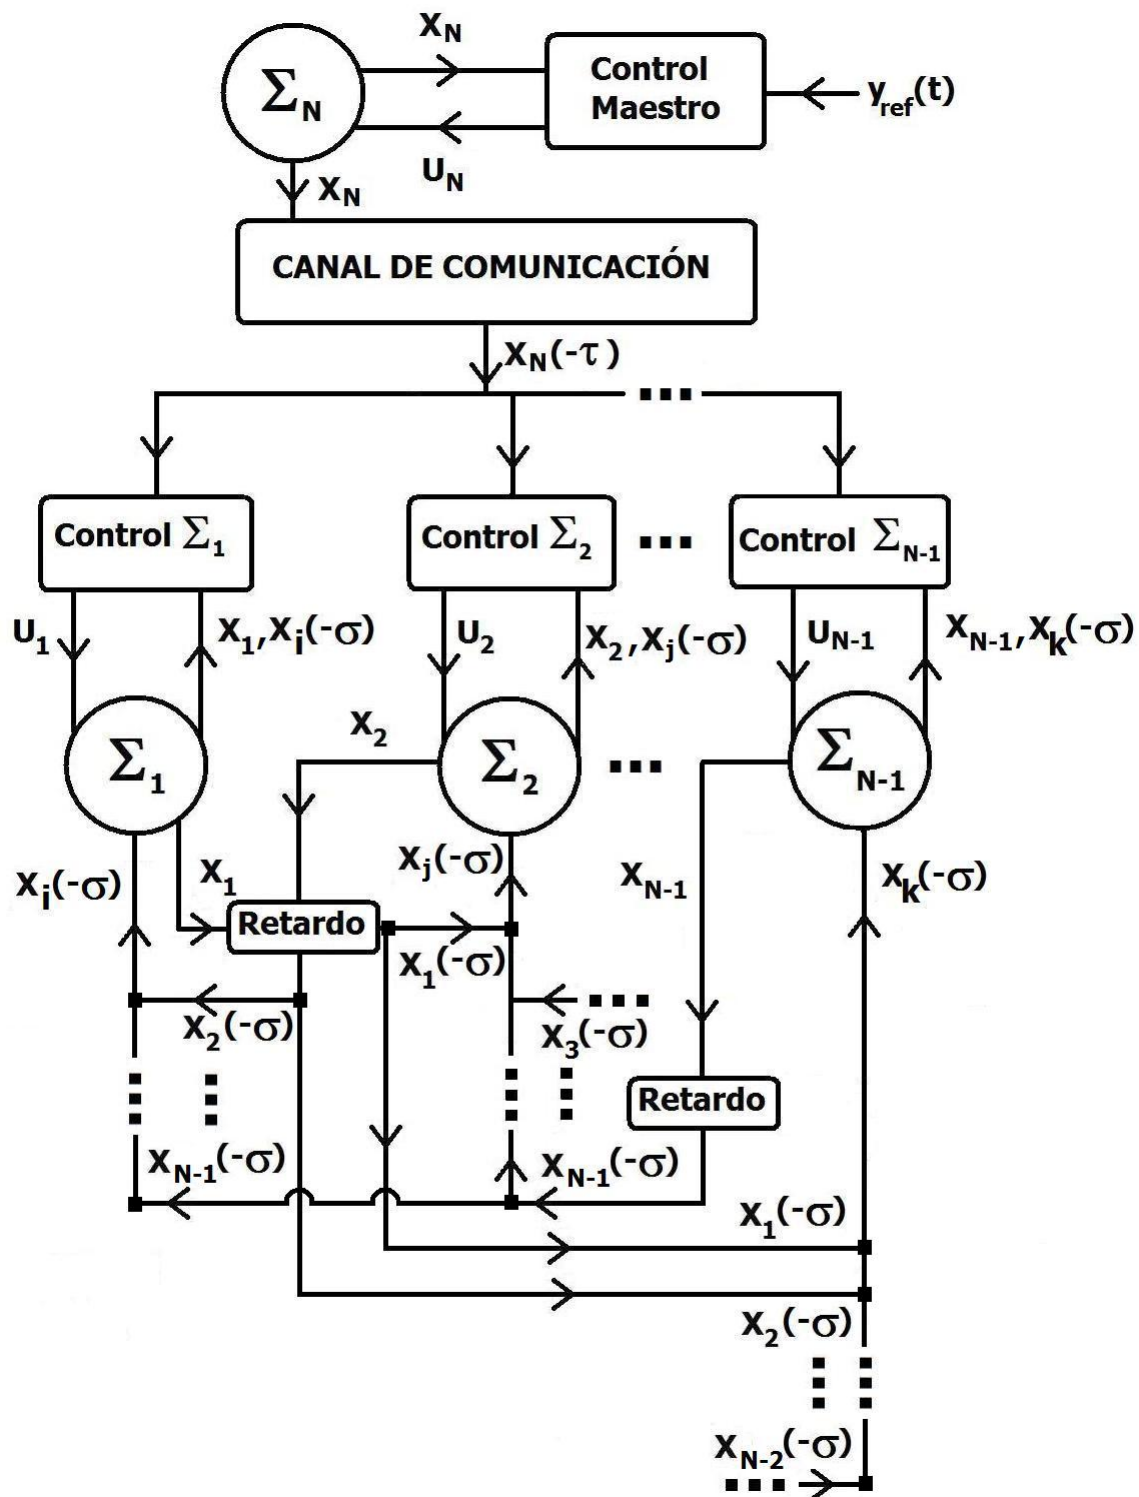 X_N
Σ_N
Control
Maestro
y_ref(t)
U_N
X_N
CANAL DE COMUNICACIÓN
X_N(-τ)
...
Control Σ_1
Control Σ_2
...
Control Σ_N-1
U_1
X_1,X_i(-σ)
U_2
X_2,X_j(-σ)
U_N-1
X_N-1,X_k(-σ)
Σ_1
X_2
Σ_2
...
Σ_N-1
X_i(-σ)
X_1
X_j(-σ)
X_N-1
X_k(-σ)
Retardo
X_1(-σ)
X_2(-σ)
X_3(-σ)
Retardo
X_N-1(-σ)
X_N-1(-σ)
X_1(-σ)
X_2(-σ)
X_N-2(-σ)